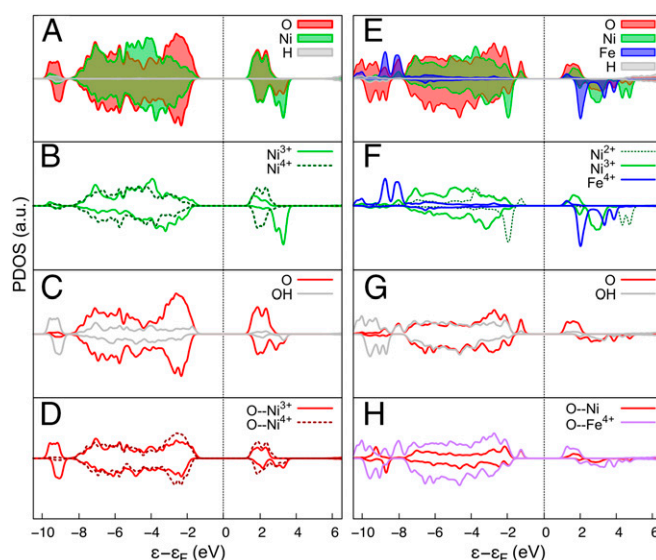 A
O
Ni
H
E
O
Ni
Fe
H
B
Ni3+
Ni4+
F
Ni2+
Ni3+
Fe4+
PDOS (a.u.)
C
O
OH
G
O
OH
D
O--Ni3+
O--Ni4+
H
O--Ni
O--Fe4+
-10 -8 -6 -4 -2 0 2 4 6
-10 -8 -6 -4 -2 0 2 4 6
ε−εF (eV)
ε−εF (eV)